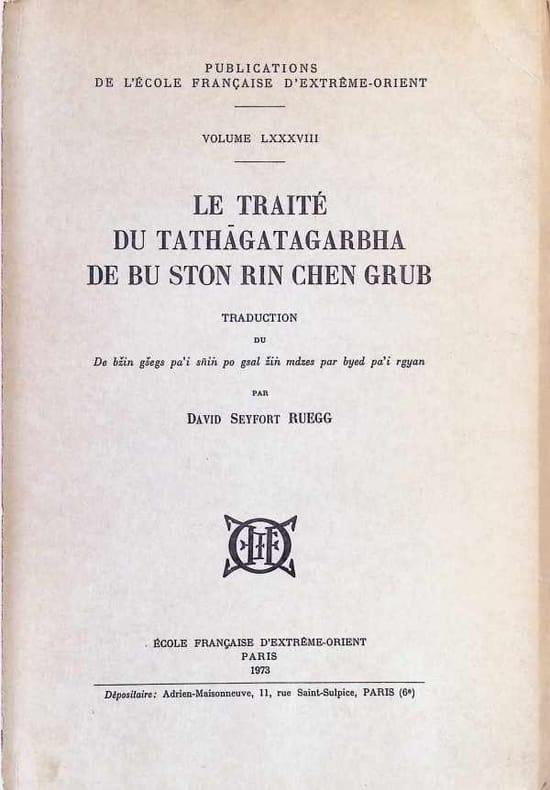 PUBLICATIONS
DE L'ÉCOLE FRANÇAISE D'EXTRÊME-ORIENT
VOLUME LXXXVIII
LE TRAITÉ
DU TATHĀGATAGARBHA
DE BU STON RIN CHEN GRUB
TRADUCTION
DU
De bžin gšegs pa'i sñiṅ po gsal žiṅ mdzes par byed pa'i rgyan
PAR
DAVID SEYFORT RUEGG
ÉCOLE FRANÇAISE D'EXTRÊME-ORIENT
PARIS
1973
Dépositaire: Adrien-Maisonneuve, 11, rue Saint-Sulpice, PARIS (6e)